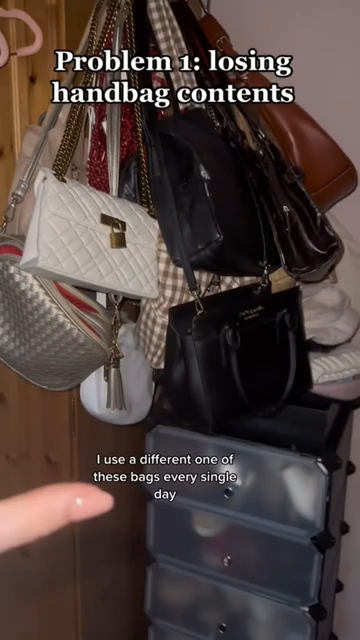 Problem 1: losing
handbag contents
I use a different one of
these bags every single
day